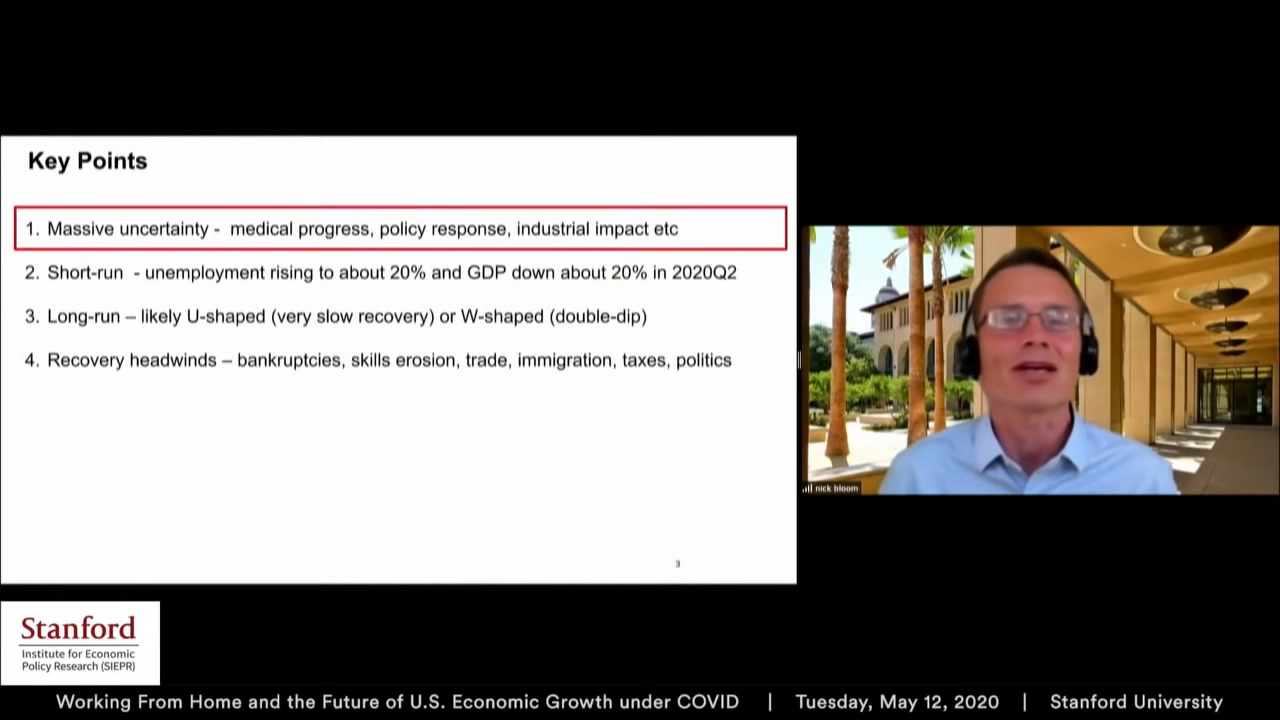 Key Points
1. Massive uncertainty - medical progress, policy response, industrial impact etc
2. Short-run - unemployment rising to about 20% and GDP down about 20% in 2020Q2
3. Long-run – likely U-shaped (very slow recovery) or W-shaped (double-dip)
4. Recovery headwinds – bankruptcies, skills erosion, trade, immigration, taxes, politics
3
nick bloom
Stanford
Institute for Economic
Policy Research (SIEPR)
Working From Home and the Future of U.S. Economic Growth under COVID | Tuesday, May 12, 2020 | Stanford University